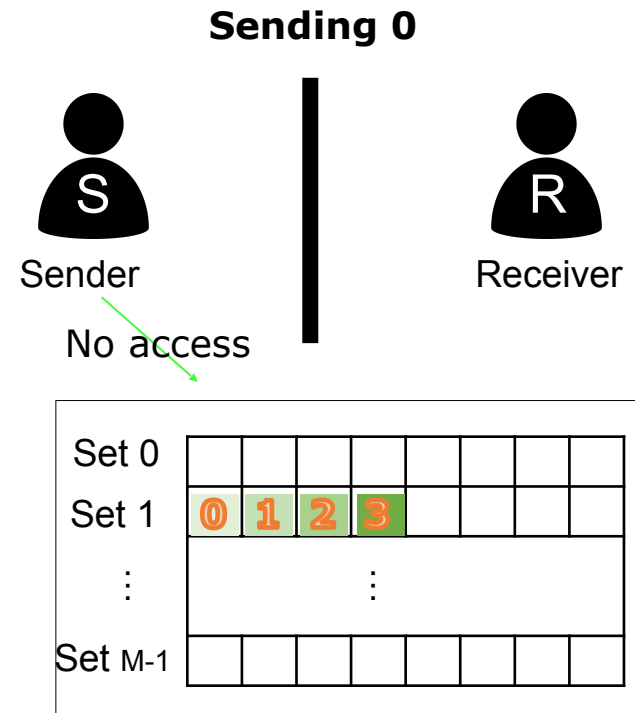 Sending 0
S
R
Sender
Receiver
No access
Set 0
Set 1
0 1 2 3
⋮ ⋮
Set M-1